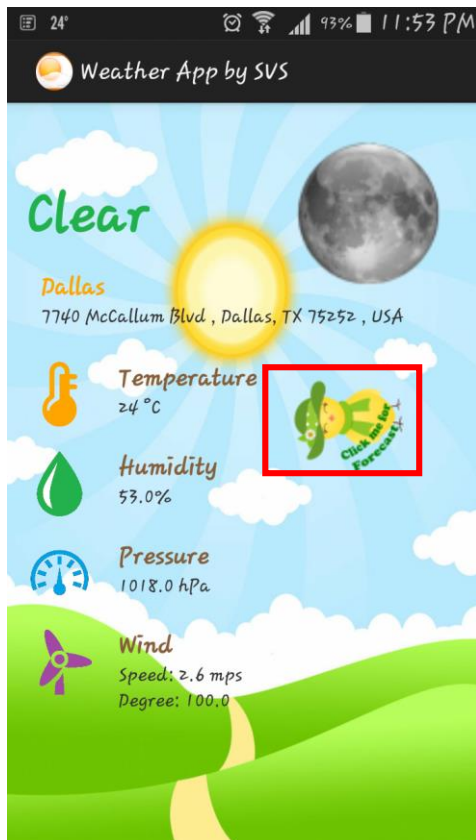 24° 93% 11:53 PM
Weather App by SVS
Clear
Dallas
7740 McCallum Blvd , Dallas, TX 75252 , USA
Temperature
24 °C
Click me for
Forecast
Humidity
53.0%
Pressure
1018.0 hPa
Wind
Speed: 2.6 mps
Degree: 100.0